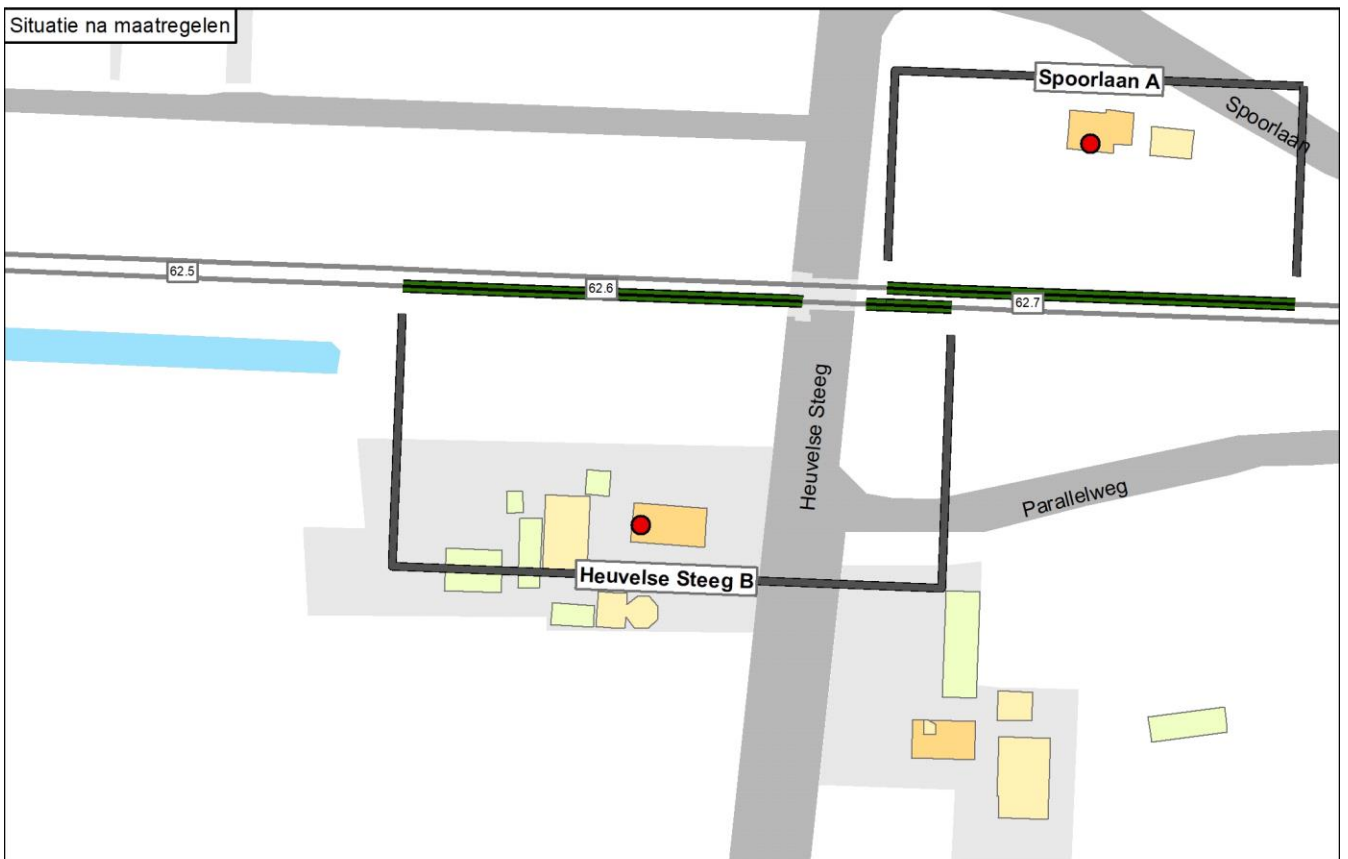 Situatie na maatregelen
Spoorlaan A
Spoorlaan
62.5
62.6
62.7
Heuvelse Steeg
Parallelweg
Heuvelse Steeg B